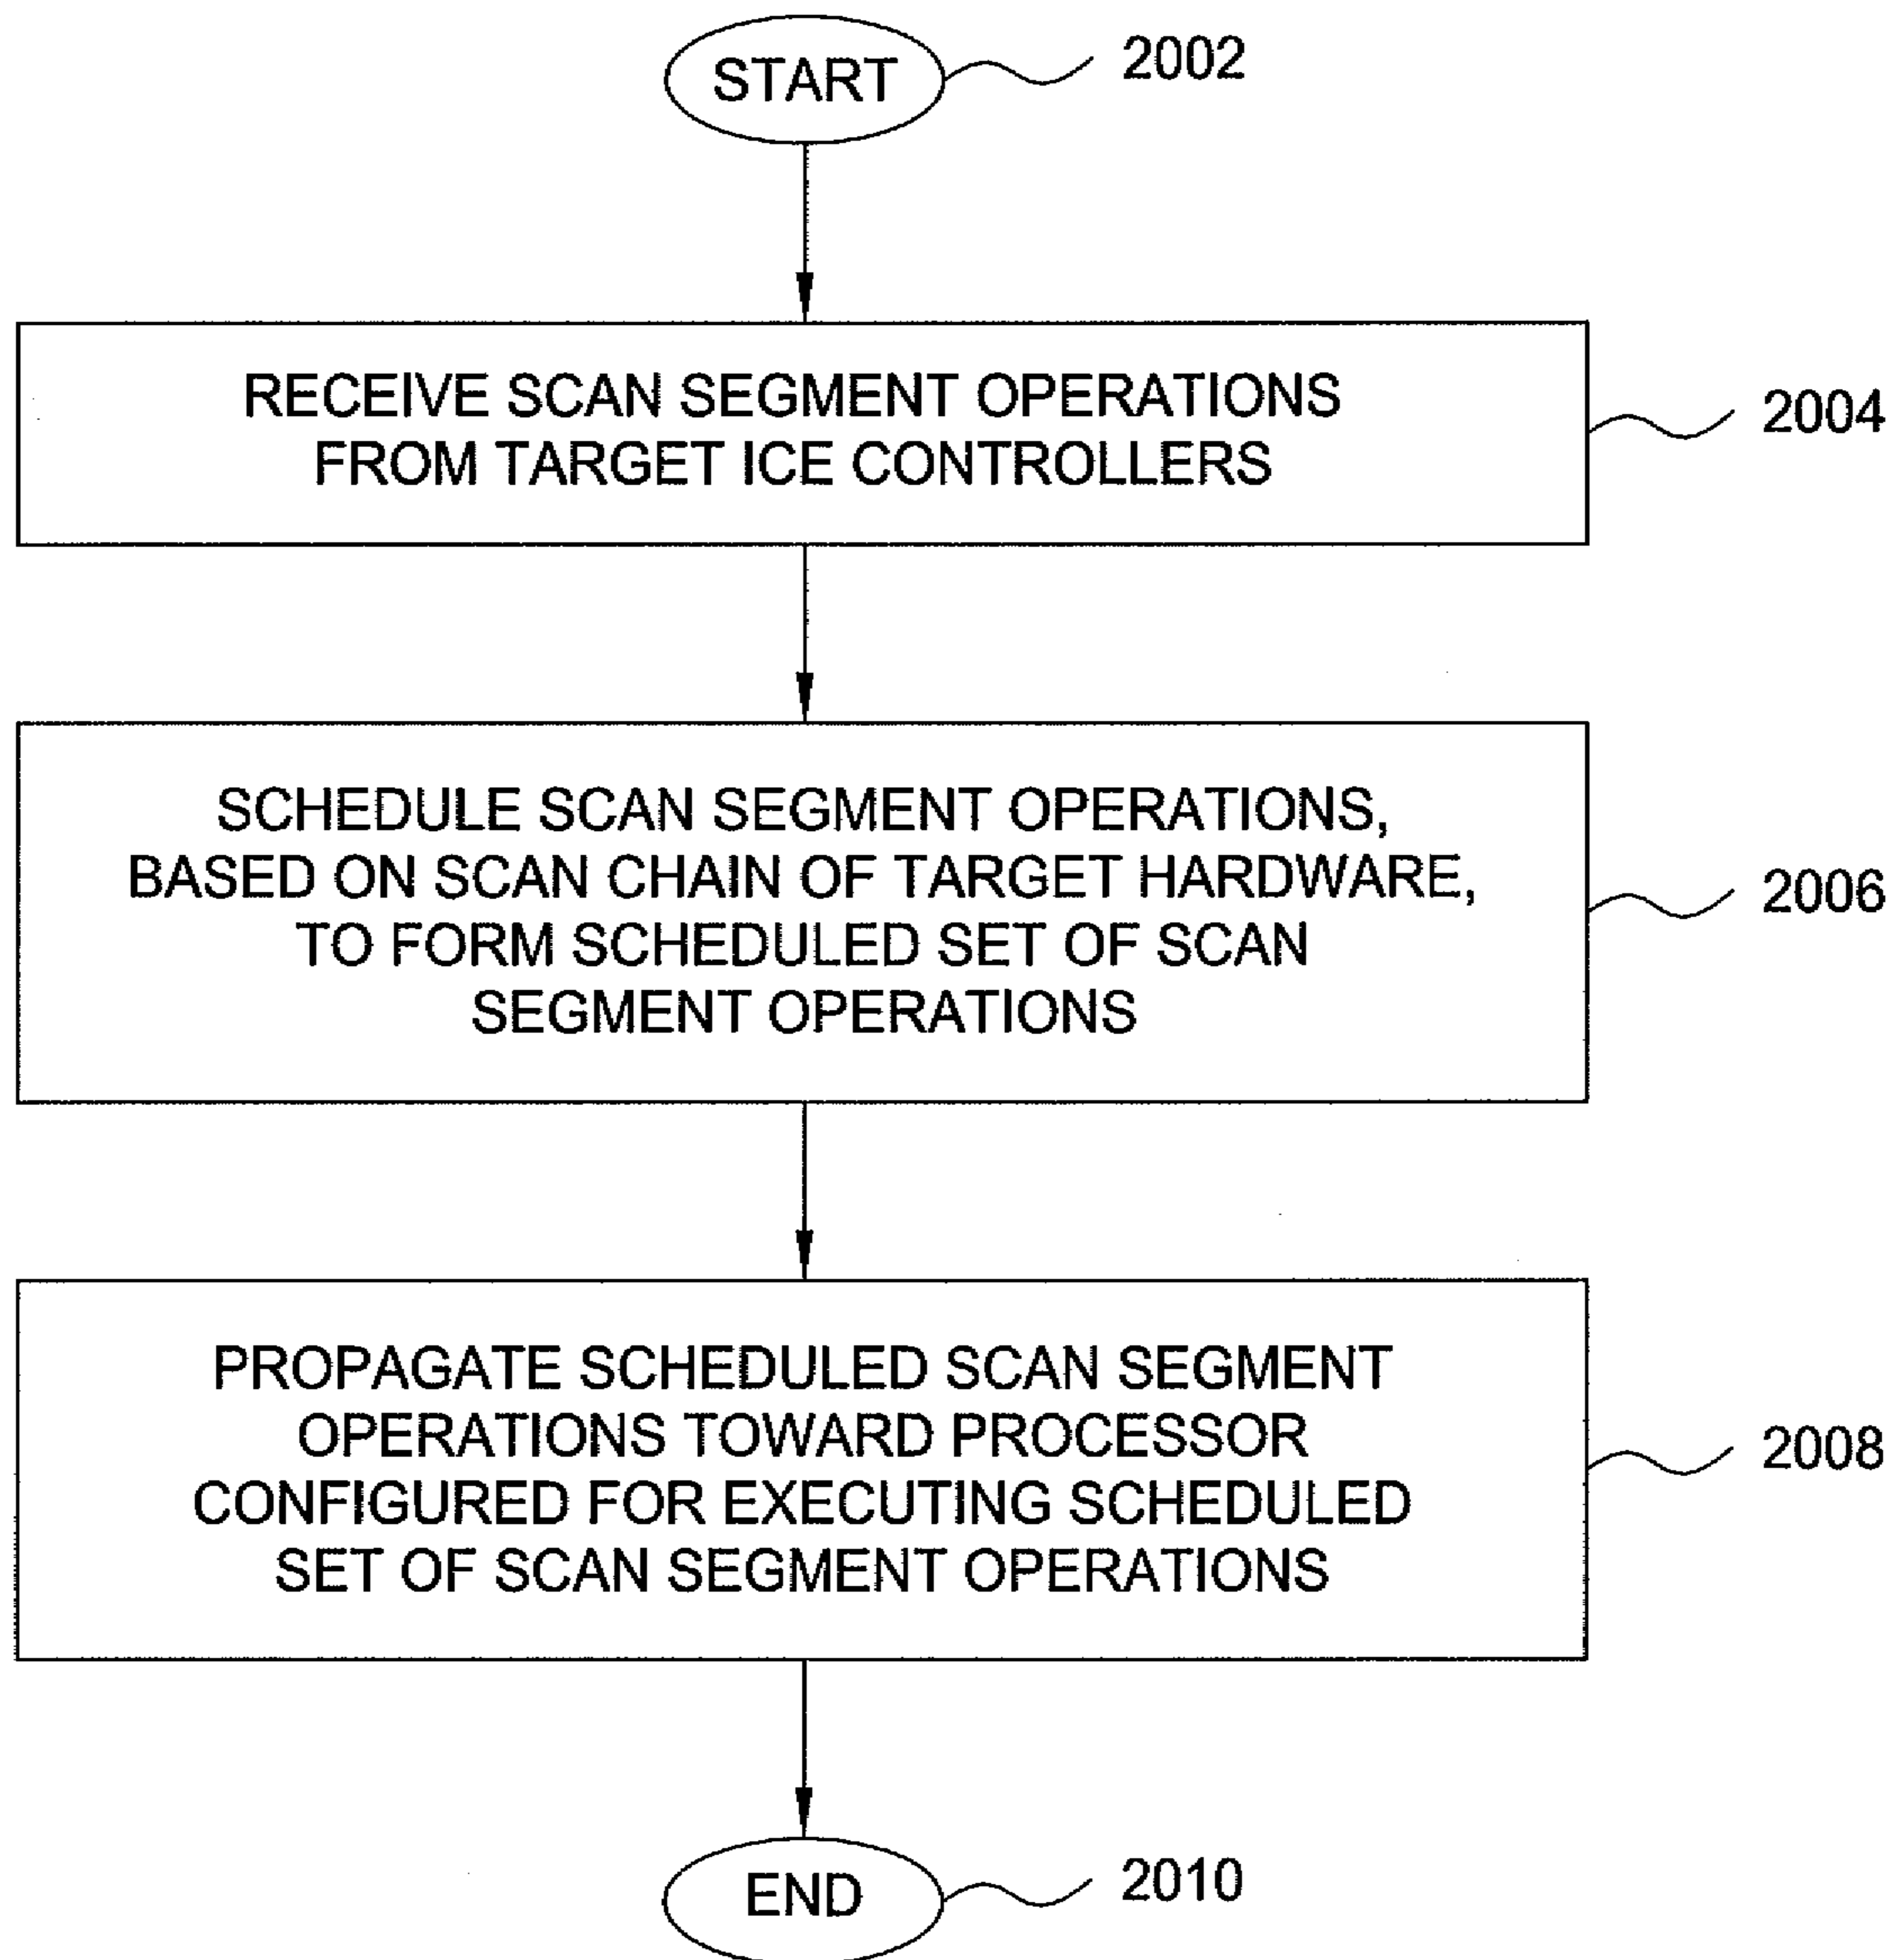 START
2002
RECEIVE SCAN SEGMENT OPERATIONS
FROM TARGET ICE CONTROLLERS
2004
SCHEDULE SCAN SEGMENT OPERATIONS,
BASED ON SCAN CHAIN OF TARGET HARDWARE,
TO FORM SCHEDULED SET OF SCAN
SEGMENT OPERATIONS
2006
PROPAGATE SCHEDULED SCAN SEGMENT
OPERATIONS TOWARD PROCESSOR
CONFIGURED FOR EXECUTING SCHEDULED
SET OF SCAN SEGMENT OPERATIONS
2008
END
2010